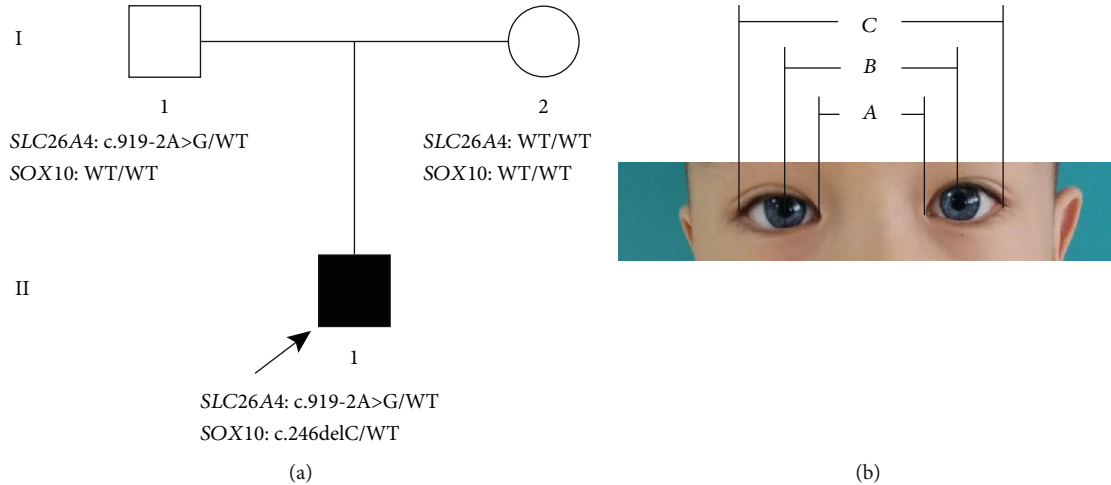 I
1
2
SLC26A4: c.919-2A>G/WT
SOX10: WT/WT
SLC26A4: WT/WT
SOX10: WT/WT
II
1
SLC26A4: c.919-2A>G/WT
SOX10: c.246delC/WT
(a)
C
B
A
(b)